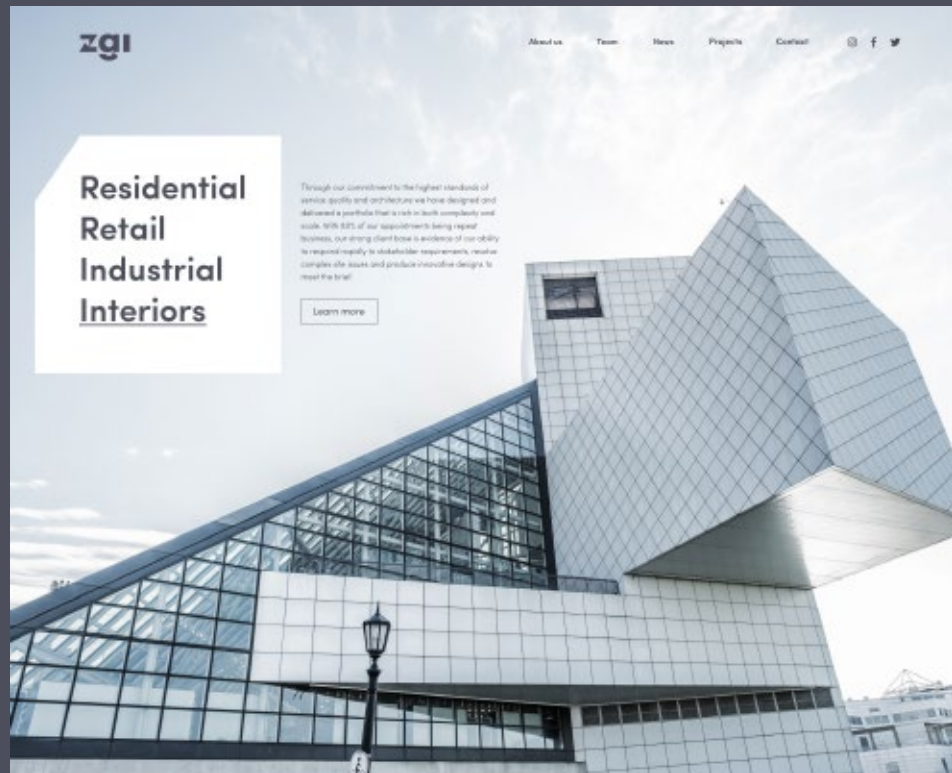 zgi
About us Team News Projects Contact
Residential
Retail
Industrial
Interiors
Through our commitment to the highest standards of
service quality and architecture we have designed and
delivered a portfolio that is rich in both complexity and
scale. With 88% of our appointments being repeat
business, our strong client base is evidence of our ability
to respond rapidly to stakeholder requirements, resolve
complex site issues and produce innovative designs to
meet the brief!
Learn more